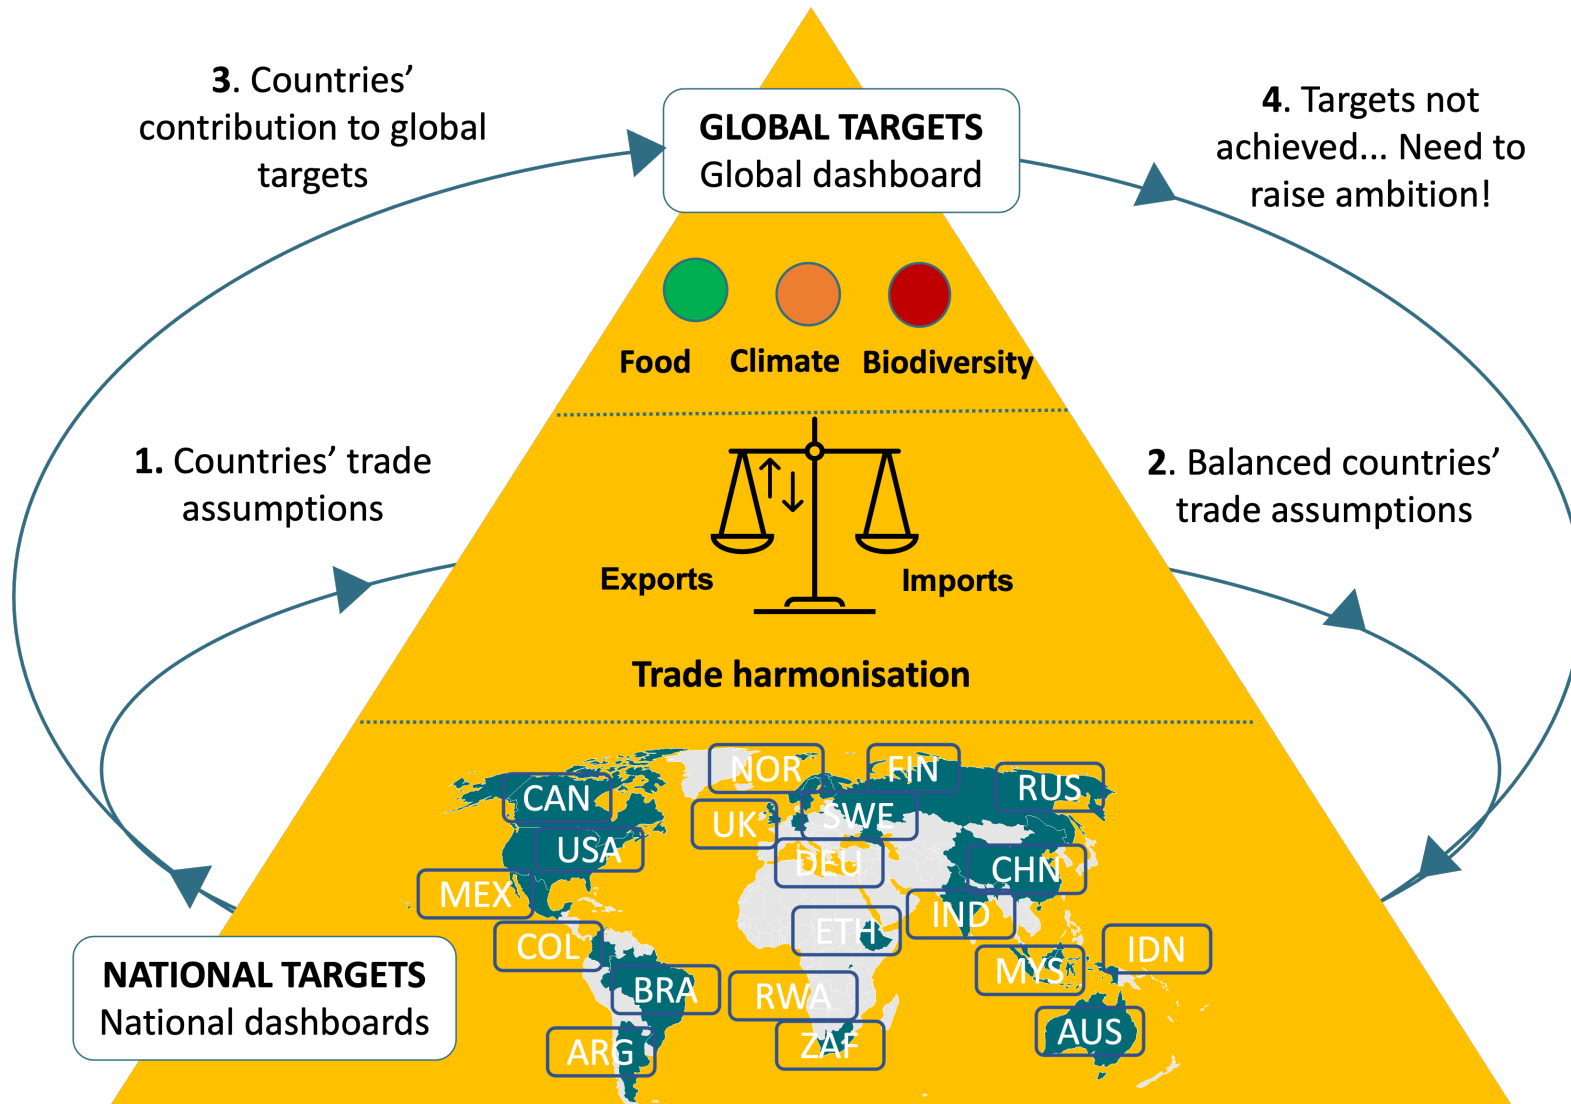 3. Countries’
contribution to global
targets
GLOBAL TARGETS
Global dashboard
4. Targets not
achieved... Need to
raise ambition!
Food
Climate
Biodiversity
1. Countries’ trade
assumptions
Exports
Imports
2. Balanced countries’
trade assumptions
Trade harmonisation
NOR
FIN
RUS
CAN
UK
SWE
USA
DEU
CHN
MEX
IND
ETH
COL
IDN
MYS
BRA
RWA
AUS
ARG
ZAF
NATIONAL TARGETS
National dashboards